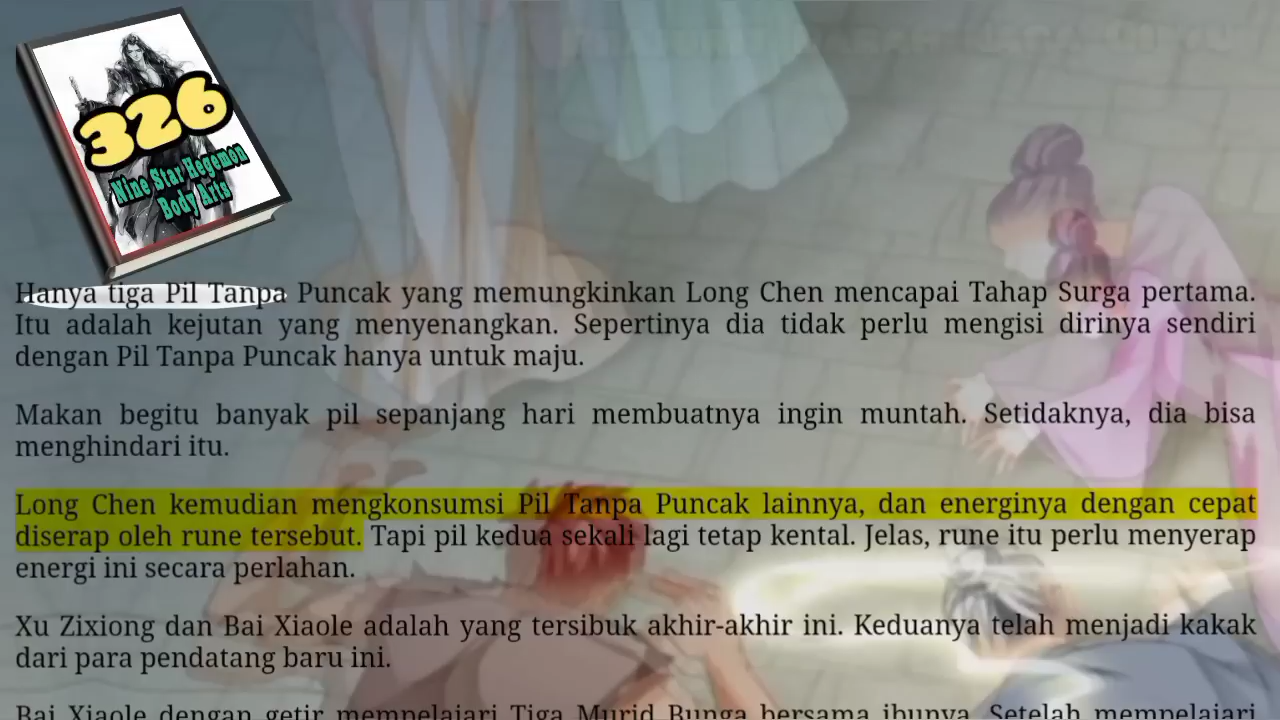 326
Nine Star Hegemon
Body Arts
Hanya tiga Pil Tanpa Puncak yang memungkinkan Long Chen mencapai Tahap Surga pertama.
Itu adalah kejutan yang menyenangkan. Sepertinya dia tidak perlu mengisi dirinya sendiri
dengan Pil Tanpa Puncak hanya untuk maju.
Makan begitu banyak pil sepanjang hari membuatnya ingin muntah. Setidaknya, dia bisa
menghindari itu.
Long Chen kemudian mengkonsumsi Pil Tanpa Puncak lainnya, dan energinya dengan cepat
diserap oleh rune tersebut. Tapi pil kedua sekali lagi tetap kental. Jelas, rune itu perlu menyerap
energi ini secara perlahan.
Xu Zixiong dan Bai Xiaole adalah yang tersibuk akhir-akhir ini. Keduanya telah menjadi kakak
dari para pendatang baru ini.
Bai Xiaole dengan getir mempelajari Tiga Murid Bunga bersama ibunya. Setelah mempelajari